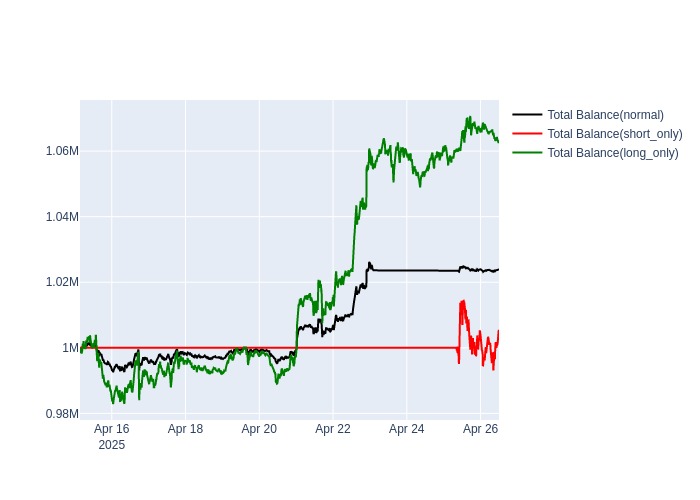 Total Balance(normal)
Total Balance(short_only)
Total Balance(long_only)
1.06M
1.04M
1.02M
1M
0.98M
Apr 16
2025
Apr 18
Apr 20
Apr 22
Apr 24
Apr 26